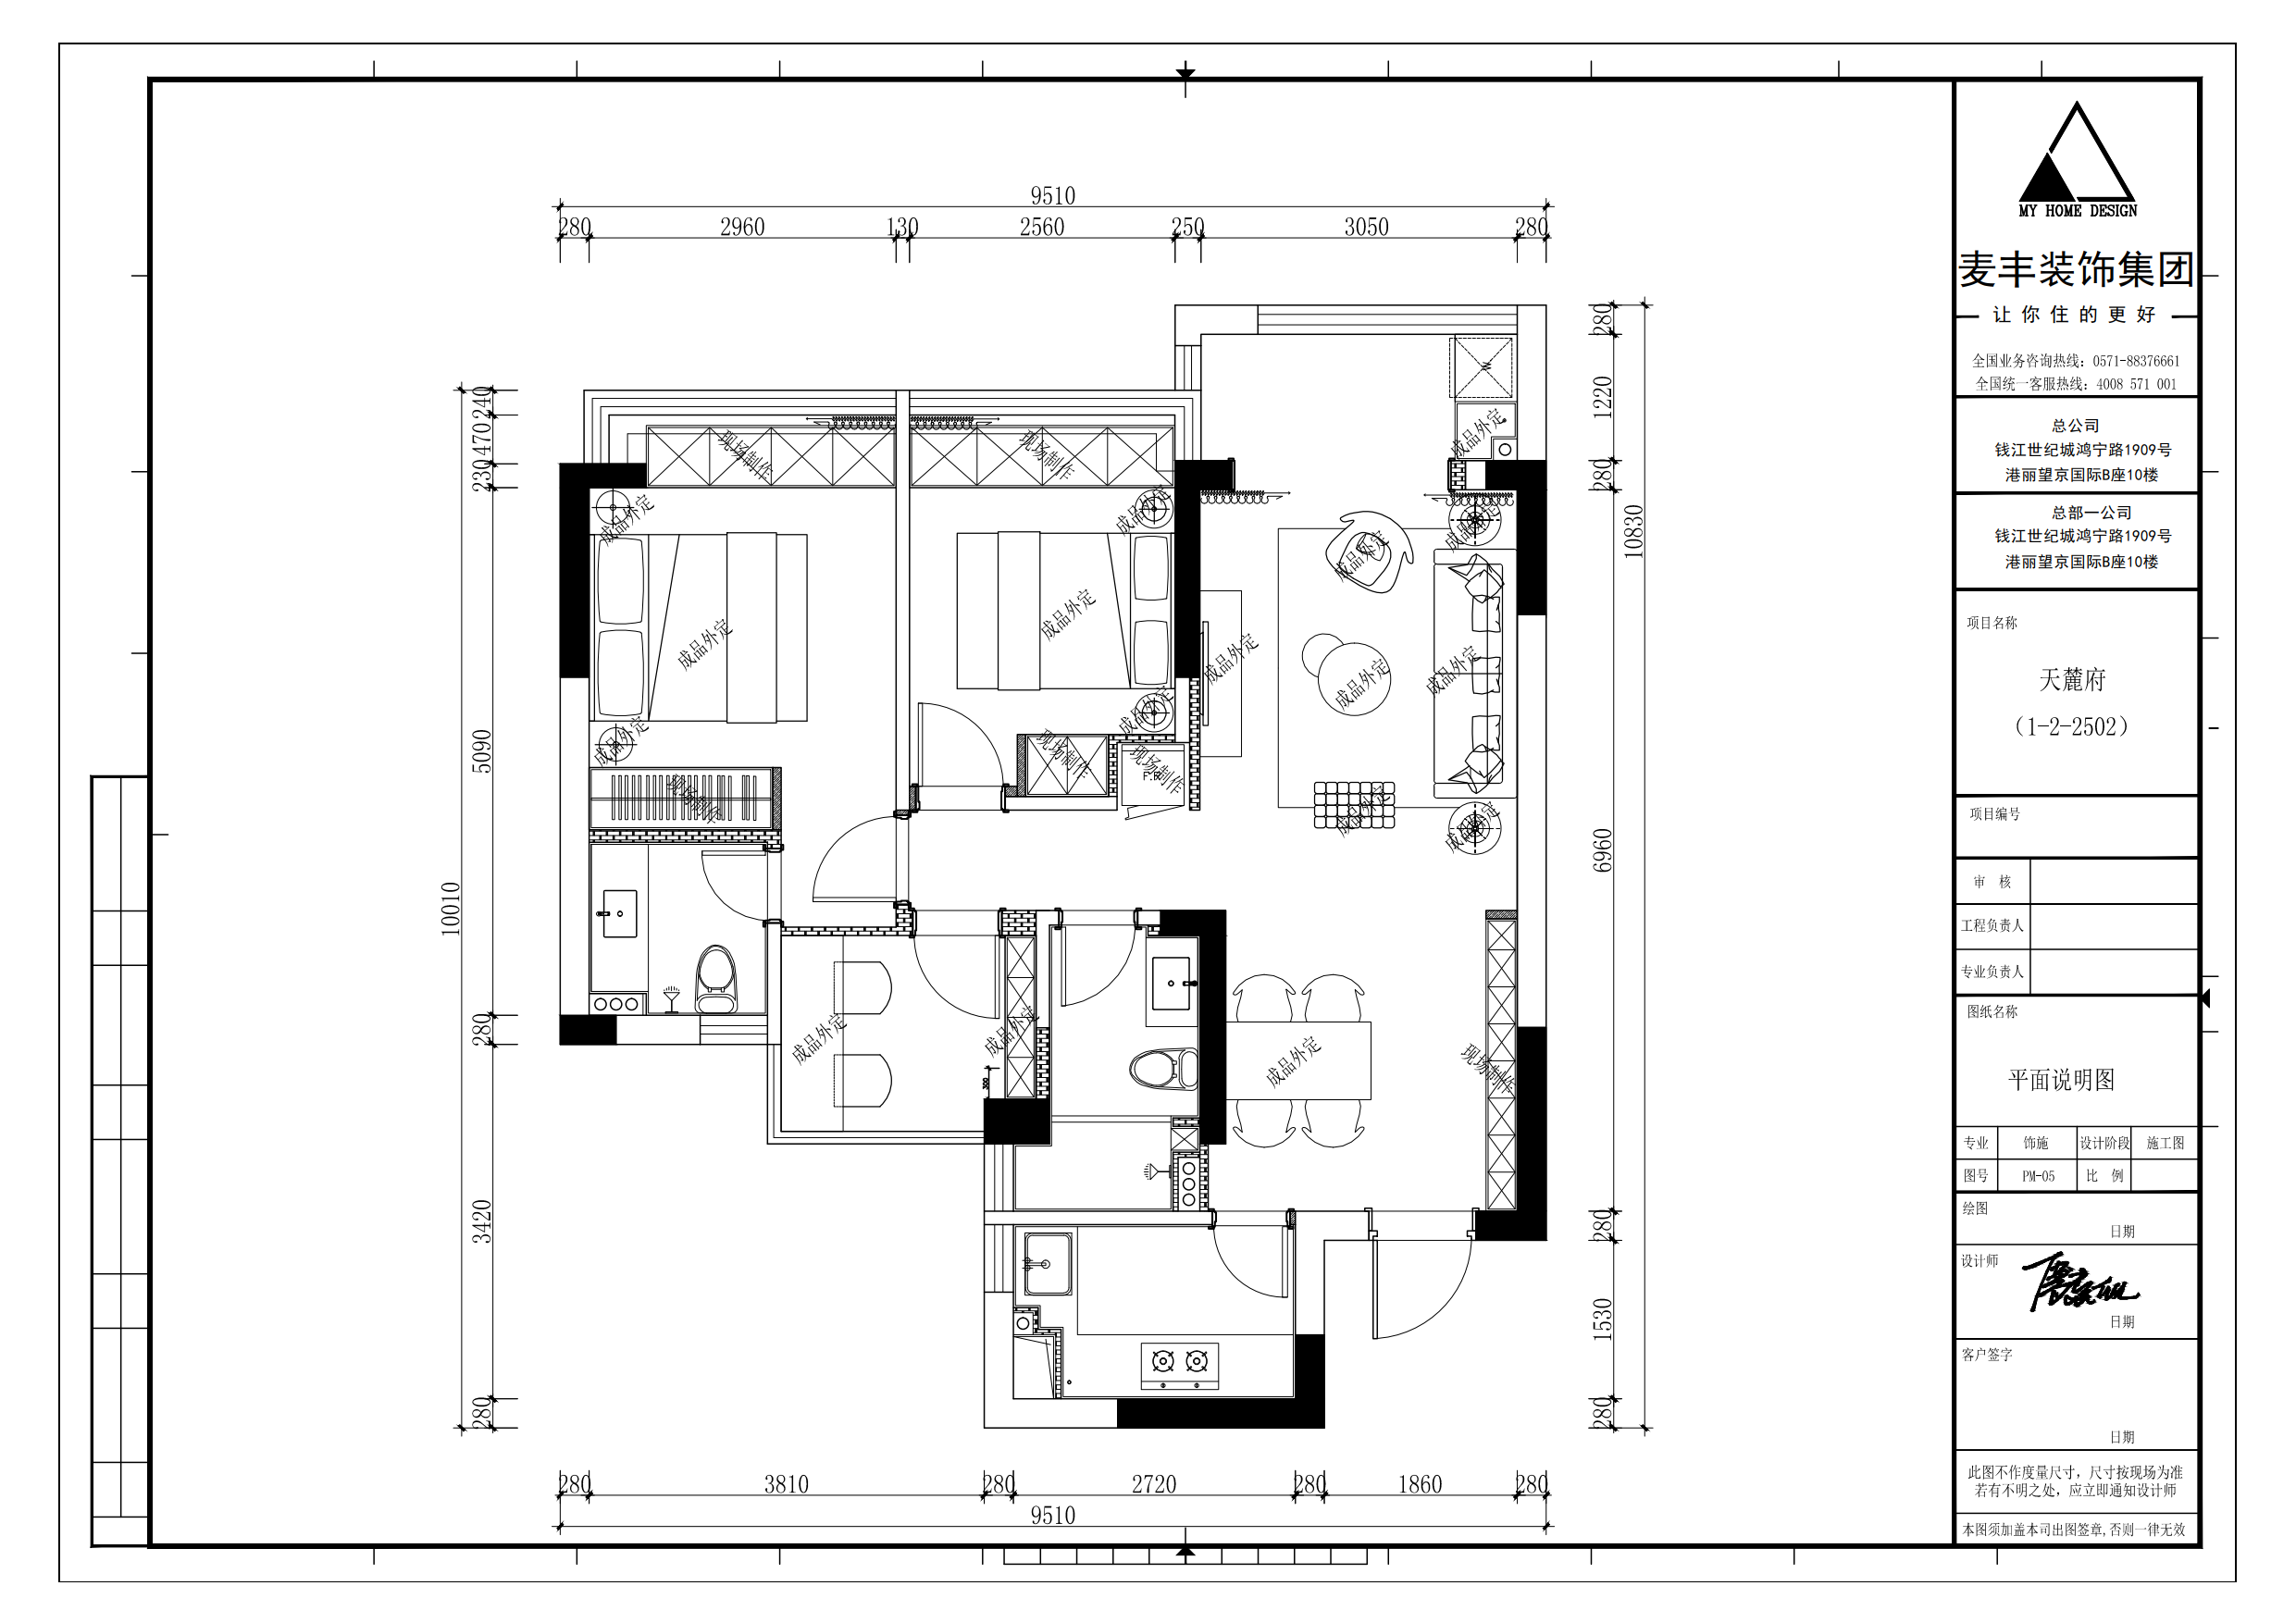 9510
280 2960 130 2560 250 3050 280
280
1220
280
10830
6960
280
1530
280
240
470
230
5090
10010
280
3420
280
现场制作
现场制作
成品外定
成品外定
成品外定
成品外定
成品外定
成品外定
成品外定
成品外定
成品外定
成品外定
成品外定
成品外定
成品外定
现场制作
现场制作
F.R
现场制作
成品外定
成品外定
成品外定
成品外定
成品外定
现场制作
300
280 3810 280 2720 280 1860 280
9510
MY HOME DESIGN
麦丰装饰集团
让你住的更好
全国业务咨询热线：0571-88376661
全国统一客服热线：4008 571 001
总公司
钱江世纪城鸿宁路1909号
港丽望京国际B座10楼
总部一公司
钱江世纪城鸿宁路1909号
港丽望京国际B座10楼
项目名称
天麓府
（1-2-2502）
项目编号
审 核
工程负责人
专业负责人
图纸名称
平面说明图
专业 饰施 设计阶段 施工图
图号 PM-05 比 例
绘图
日期
设计师
日期
客户签字
日期
此图不作度量尺寸，尺寸按现场为准
若有不明之处，应立即通知设计师
本图须加盖本司出图签章,否则一律无效